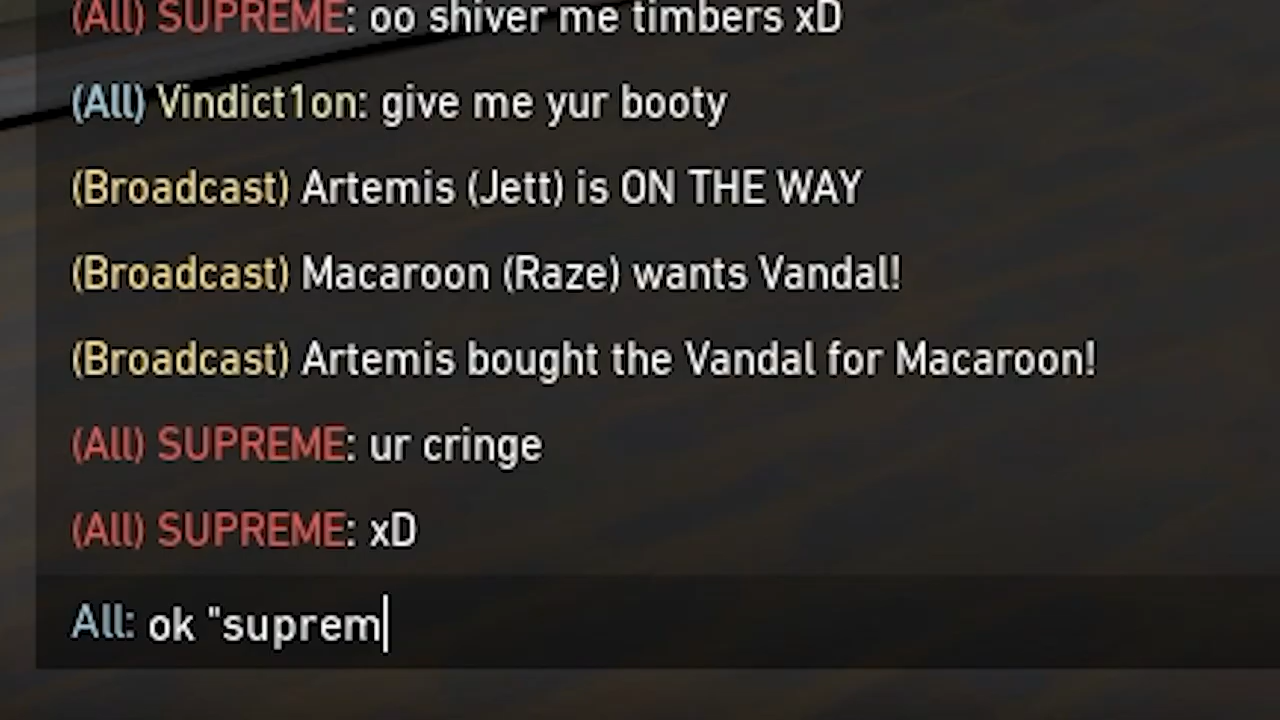 (All) SUPREME: oo shiver me timbers xD
(All) Vindict1on: give me yur booty
(Broadcast) Artemis (Jett) is ON THE WAY
(Broadcast) Macaroon (Raze) wants Vandal!
(Broadcast) Artemis bought the Vandal for Macaroon!
(All) SUPREME: ur cringe
(All) SUPREME: xD
All: ok "suprem